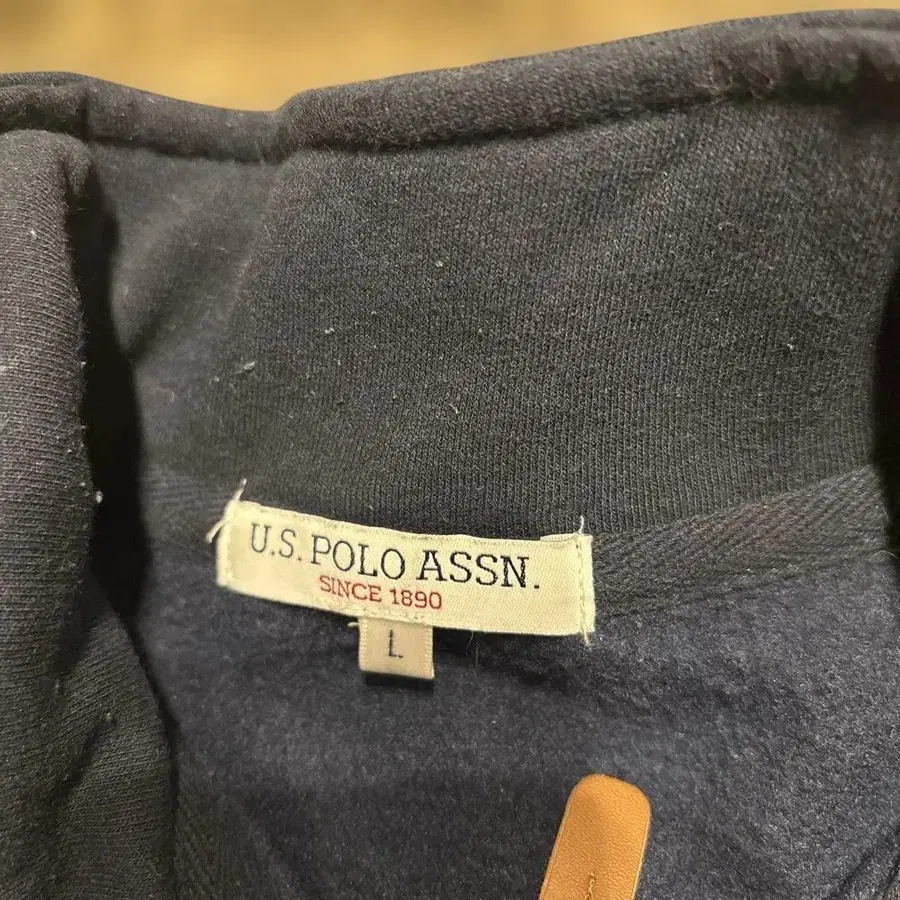 U.S. POLO ASSN.
SINCE 1890
L